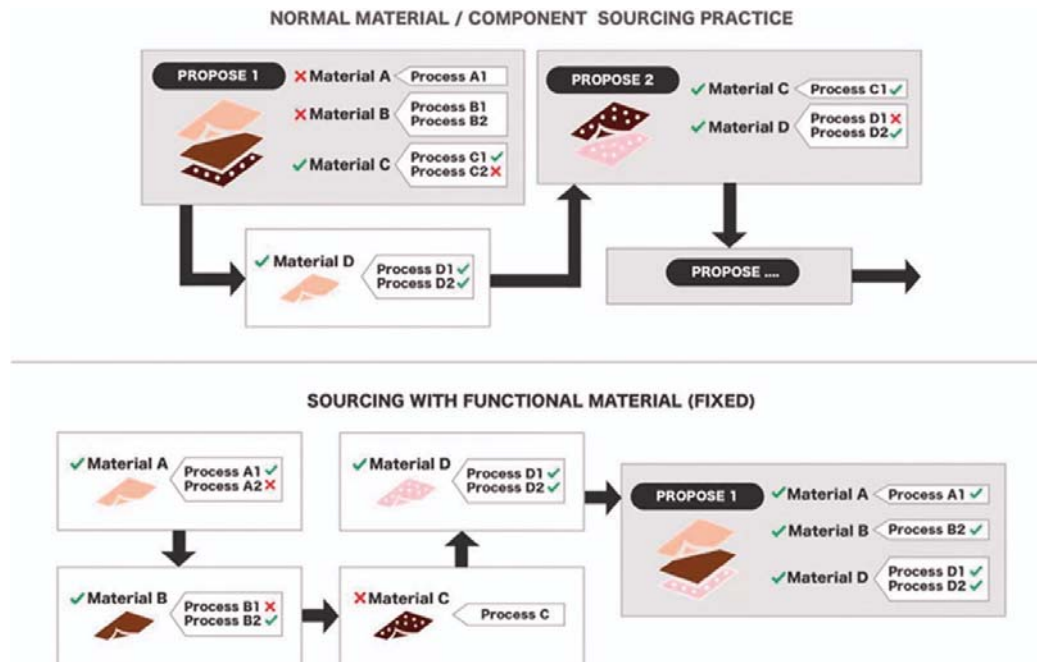 NORMAL MATERIAL / COMPONENT SOURCING PRACTICE
PROPOSE 1
Material A
Process A1
Material B
Process B1
Process B2
Material C
Process C1
Process C2
Material D
Process D1
Process D2
PROPOSE 2
Material C
Process C1
Material D
Process D1
Process D2
PROPOSE ....
SOURCING WITH FUNCTIONAL MATERIAL (FIXED)
Material A
Process A1
Process A2
Material B
Process B1
Process B2
Material C
Process C
Material D
Process D1
Process D2
PROPOSE 1
Material A
Process A1
Material B
Process B2
Material D
Process D1
Process D2